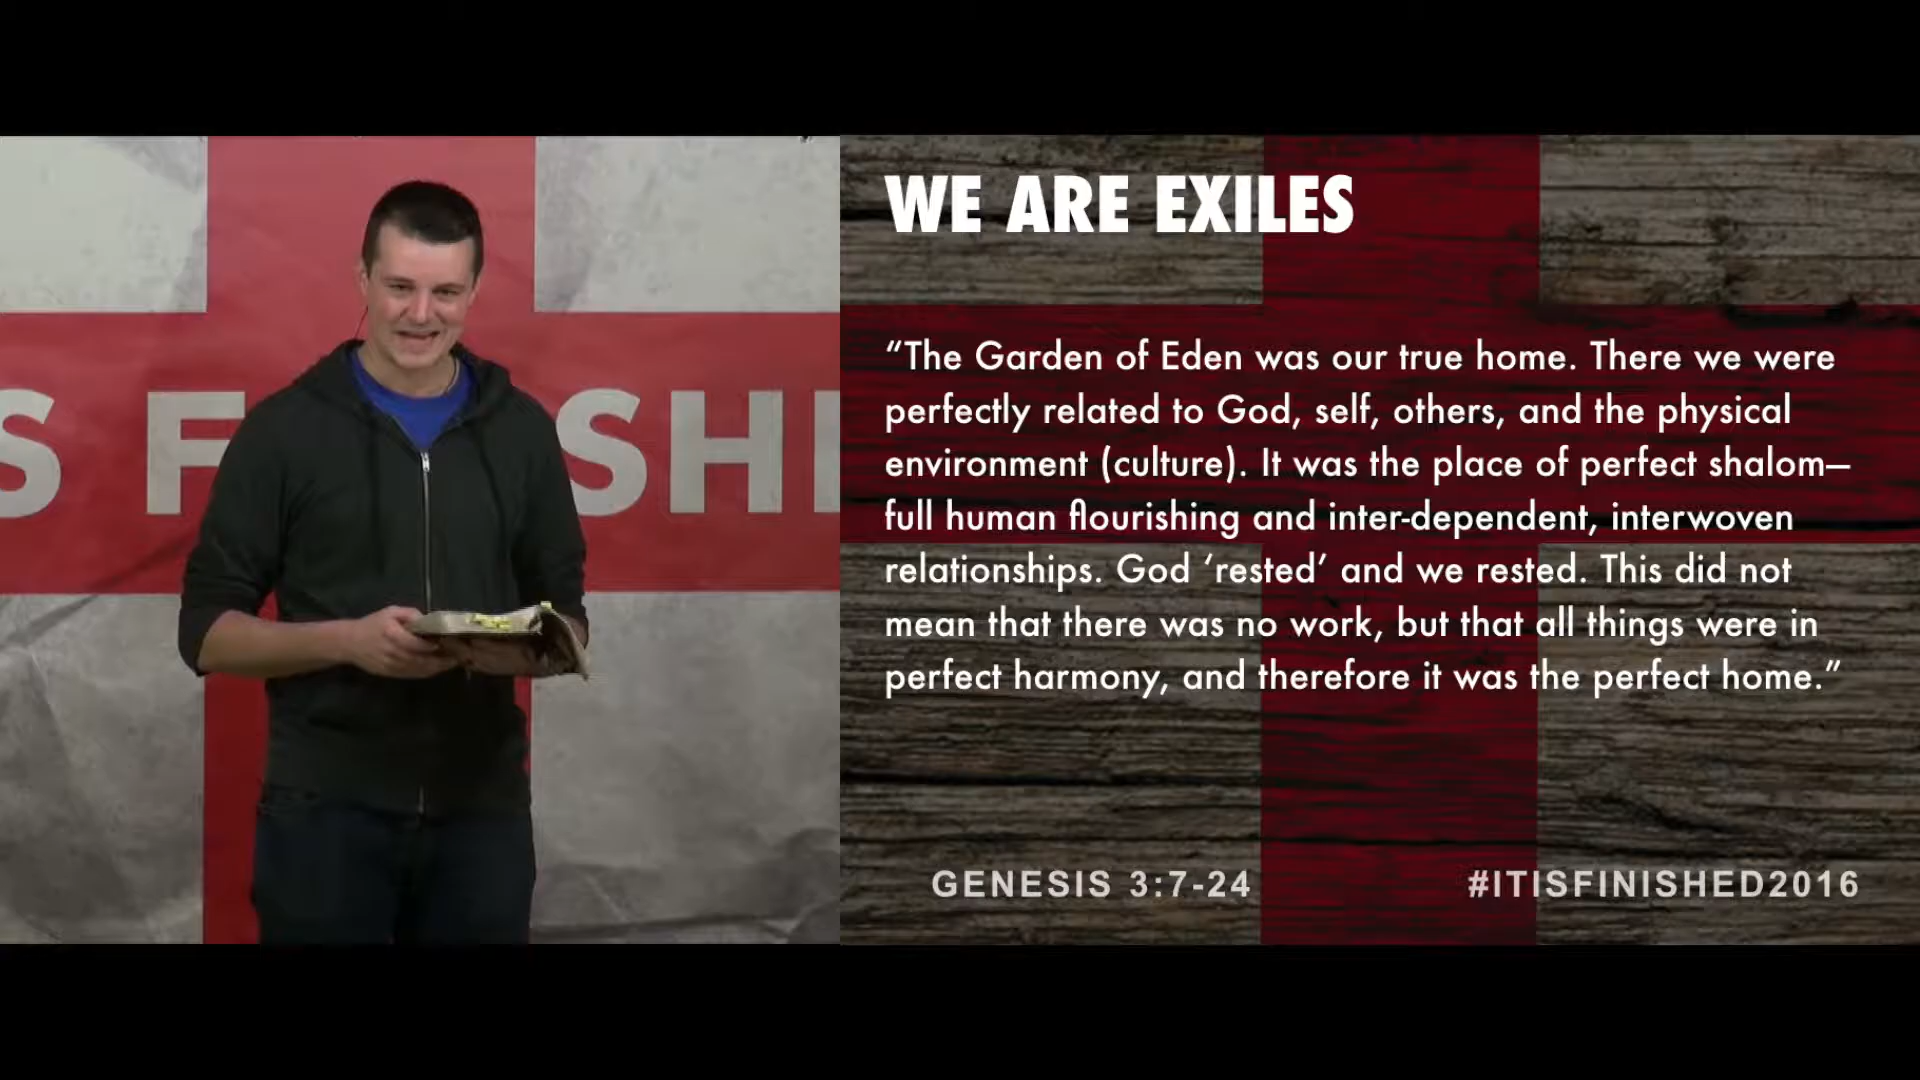 S F SHI
WE ARE EXILES
“The Garden of Eden was our true home. There we were
perfectly related to God, self, others, and the physical
environment (culture). It was the place of perfect shalom—
full human flourishing and inter-dependent, interwoven
relationships. God ‘rested’ and we rested. This did not
mean that there was no work, but that all things were in
perfect harmony, and therefore it was the perfect home.”
GENESIS 3:7-24
#ITISFINISHED2016